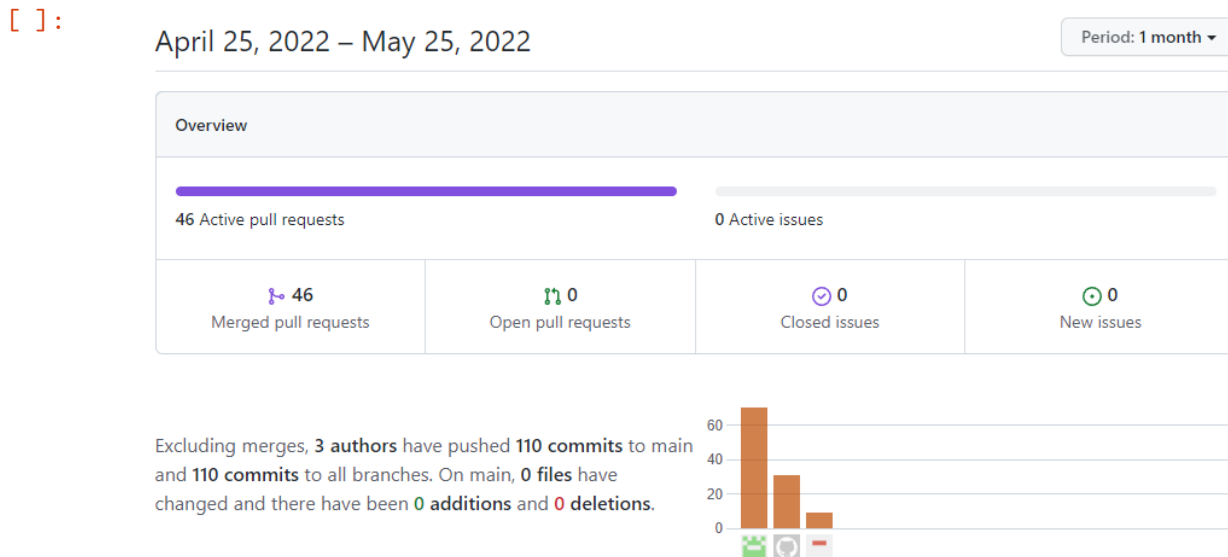 [ ]:
April 25, 2022 – May 25, 2022
Period: 1 month
Overview
46 Active pull requests
0 Active issues
46
Merged pull requests
0
Open pull requests
0
Closed issues
0
New issues
Excluding merges, 3 authors have pushed 110 commits to main
and 110 commits to all branches. On main, 0 files have
changed and there have been 0 additions and 0 deletions.
60
40
20
0